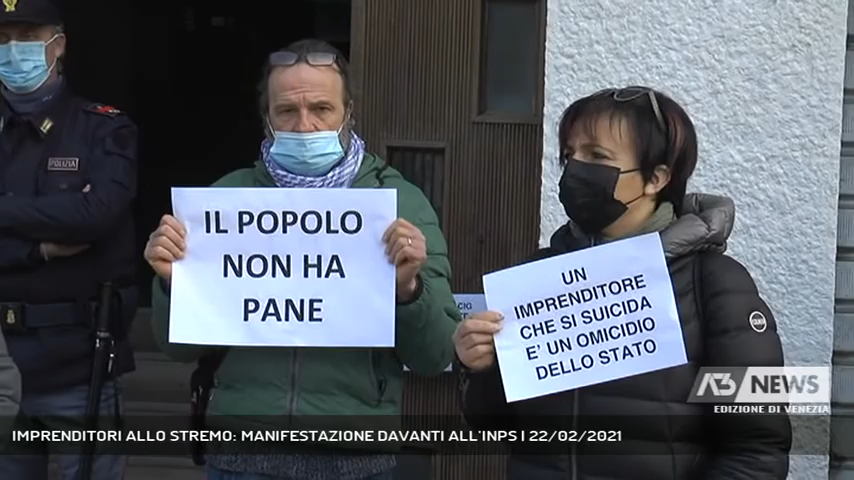 POLIZIA
IL POPOLO
NON HA
PANE
UN
IMPRENDITORE
CHE SI SUICIDA
E' UN OMICIDIO
DELLO STATO
CIG
A3 NEWS
EDIZIONE DI VENEZIA
IMPRENDITORI ALLO STREMO: MANIFESTAZIONE DAVANTI ALL'INPS | 22/02/2021